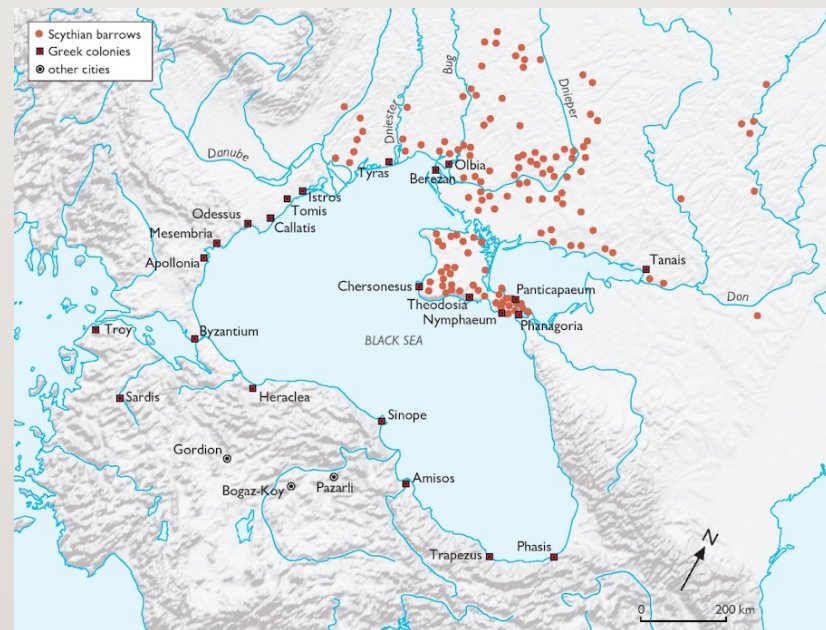 Scythian barrows
Greek colonies
other cities
Bug
Dnieper
Dniester
Danube
Tyras
Olbia
Berezan
Istros
Tomis
Odessus
Callatis
Mesembria
Apollonia
Tanais
Chersonesus
Panticapaeum
Theodosia
Don
Nymphaeum
Phanagoria
Troy
Byzantium
BLACK SEA
Sardis
Heraclea
Sinope
Gordion
Bogaz-Koy
Pazarli
Amisos
Trapezus
Phasis
N
0 200 km